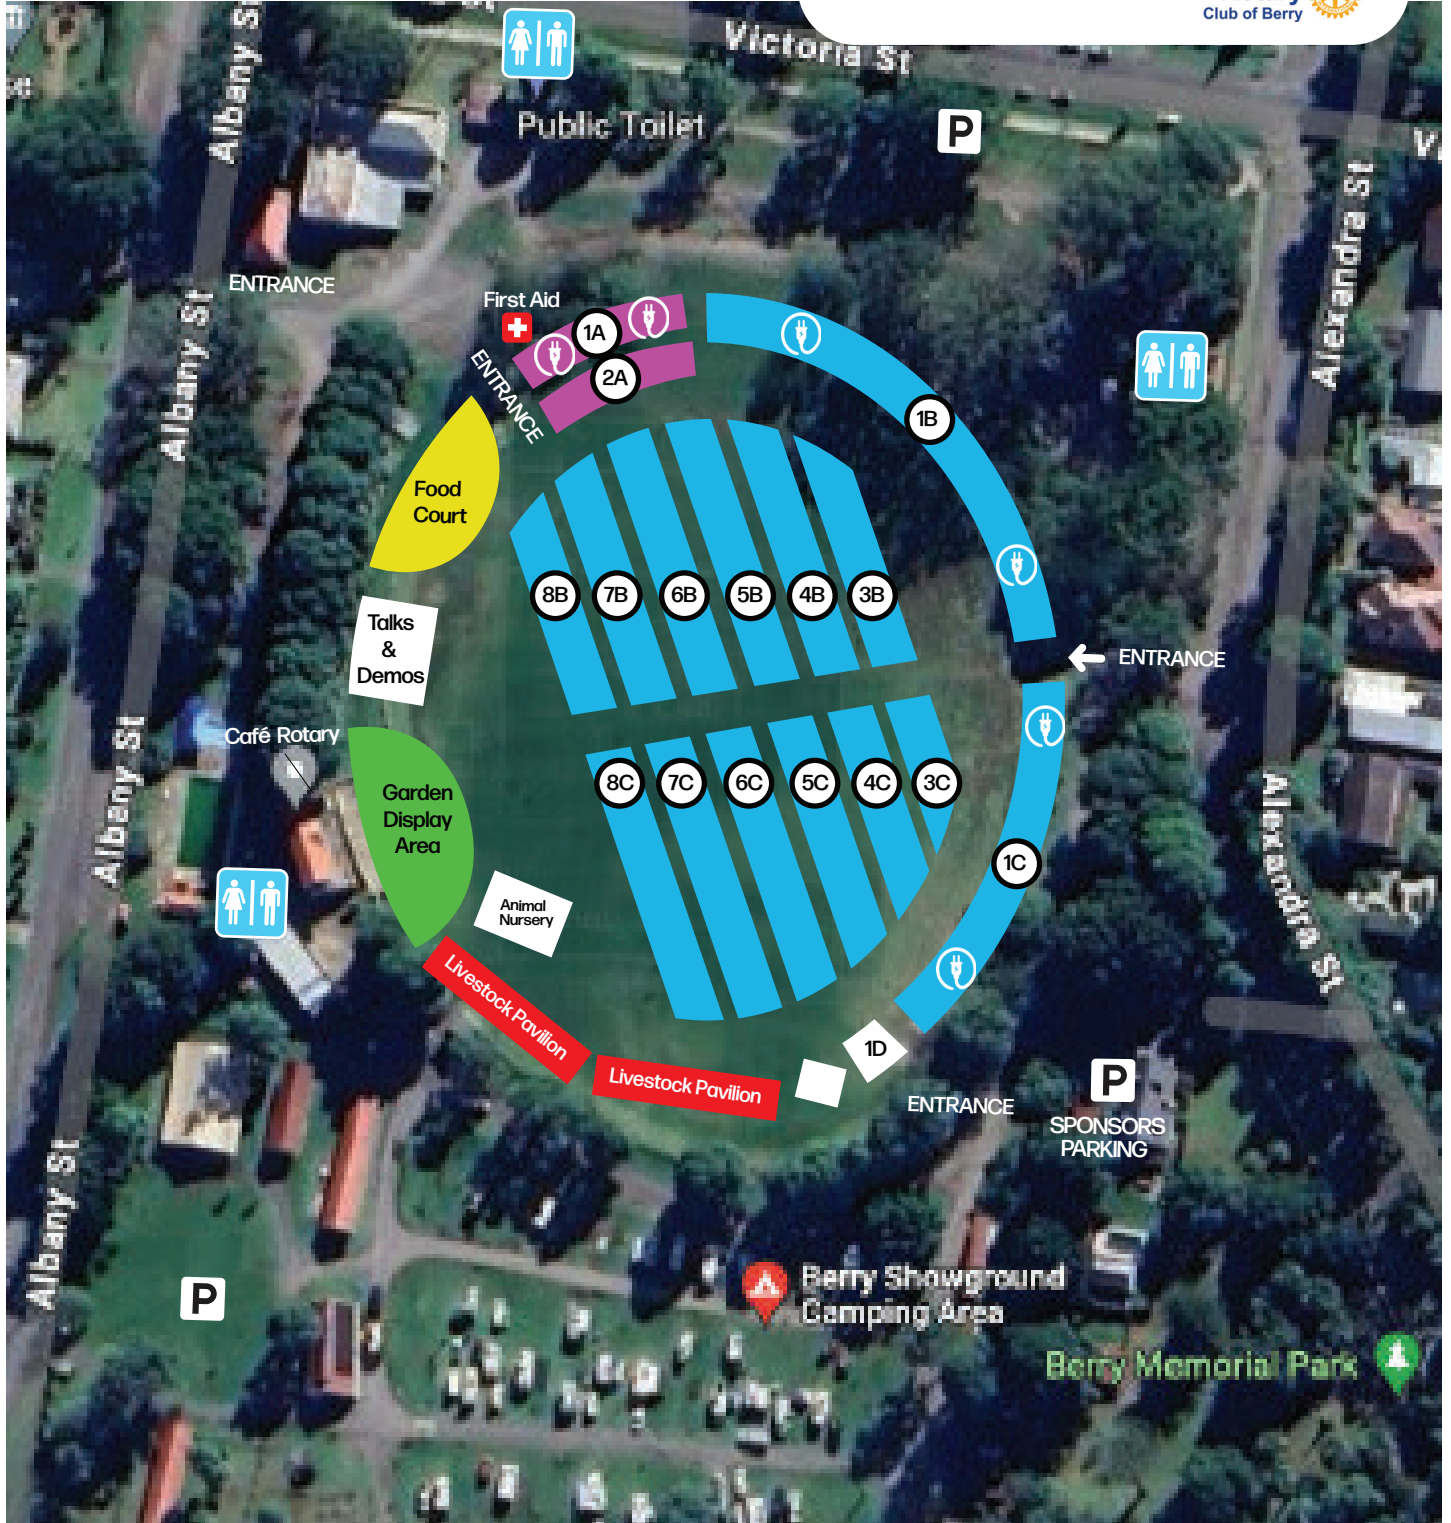 Club of Berry
Victoria St
Albany St
Public Toilet
P
Alexandra St
ENTRANCE
Albany St
First Aid
1A
2A
ENTRANCE
1B
Food
Court
8B
7B
6B
5B
4B
3B
Talks
&
Demos
ENTRANCE
Café Rotary
Albany St
Garden
Display
Area
8C
7C
6C
5C
4C
3C
1C
Alexandra St
Animal
Nursery
Livestock Pavilion
Livestock Pavilion
1D
ENTRANCE
P
SPONSORS
PARKING
Albany St
P
Berry Showground
Camping Area
Berry Memorial Park